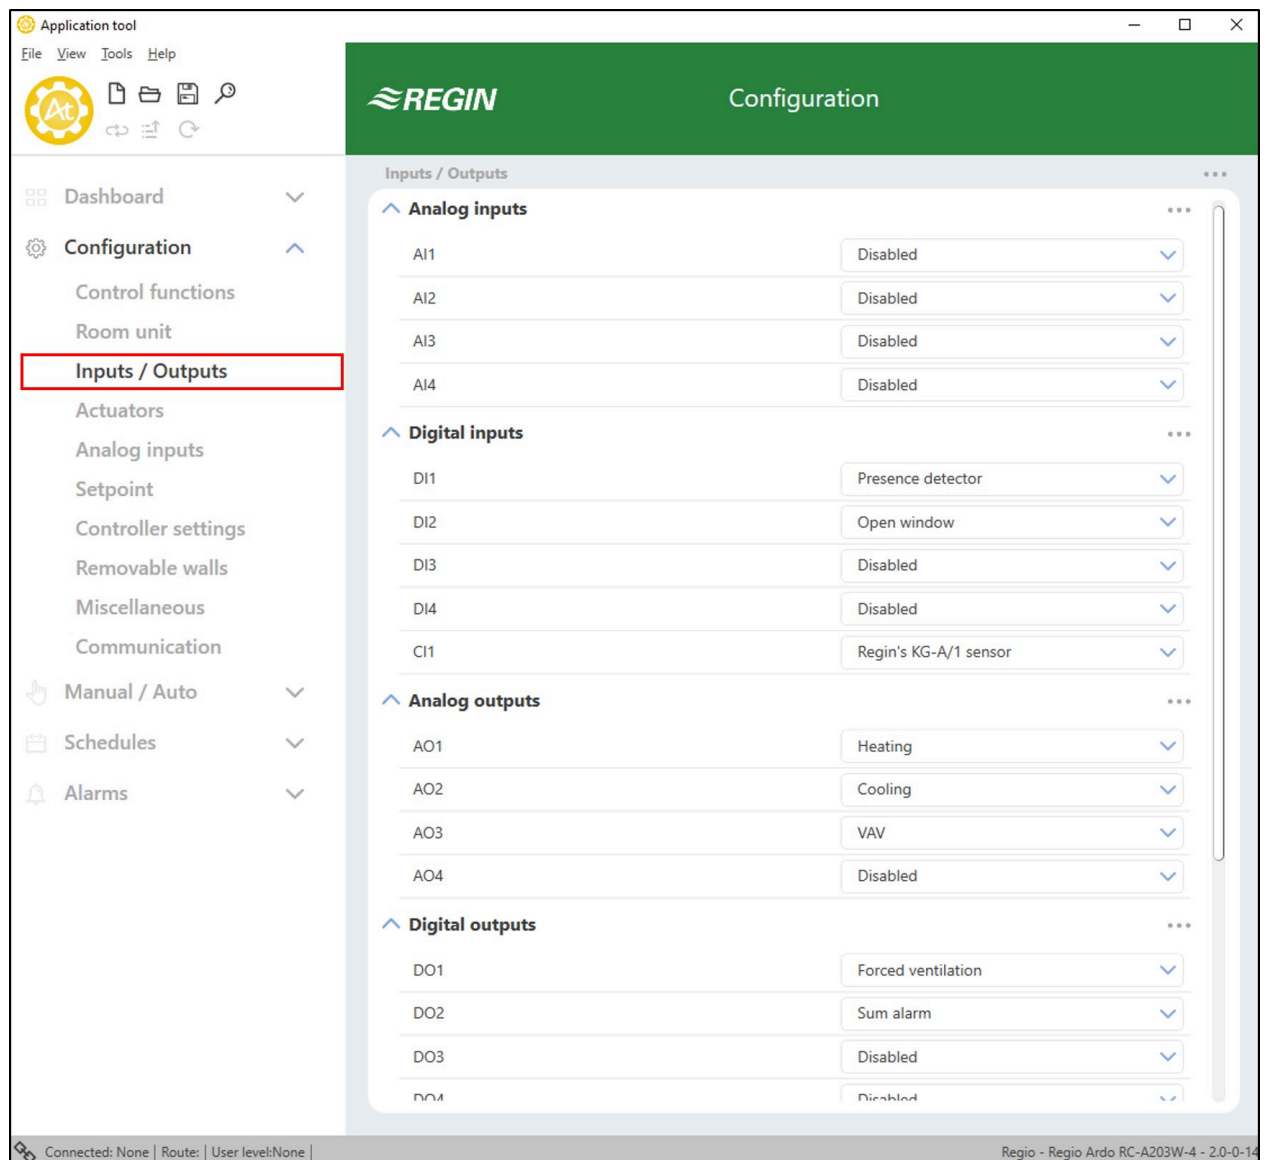 Application tool
File View Tools Help
At
REGIN
Configuration
Dashboard
Configuration
Control functions
Room unit
Inputs / Outputs
Actuators
Analog inputs
Setpoint
Controller settings
Removable walls
Miscellaneous
Communication
Manual / Auto
Schedules
Alarms
Inputs / Outputs
Analog inputs
AI1 Disabled
AI2 Disabled
AI3 Disabled
AI4 Disabled
Digital inputs
DI1 Presence detector
DI2 Open window
DI3 Disabled
DI4 Disabled
CI1 Regin's KG-A/1 sensor
Analog outputs
AO1 Heating
AO2 Cooling
AO3 VAV
AO4 Disabled
Digital outputs
DO1 Forced ventilation
DO2 Sum alarm
DO3 Disabled
DO4 Disabled
Connected: None | Route: | User level:None | Regio - Regio Ardo RC-A203W-4 - 2.0-0-14